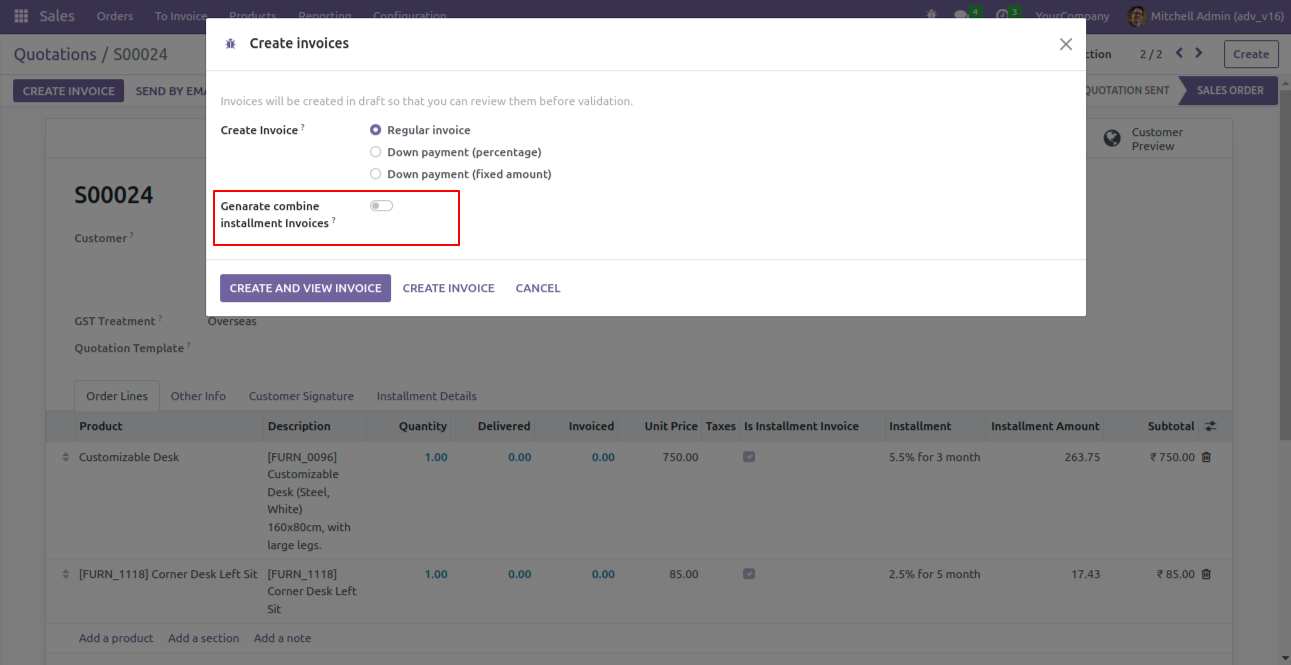 Sales Orders To Invoice Products Reporting Configuration 4 3 YourCompany Mitchell Admin (adv_v16)
Quotations / S00024
ction 2 / 2 Create
CREATE INVOICE SEND BY EMA
QUOTATION SENT SALES ORDER
Create invoices
Invoices will be created in draft so that you can review them before validation.
Create Invoice ? Regular invoice
Down payment (percentage)
Down payment (fixed amount)
Genarate combine
installment Invoices ?
CREATE AND VIEW INVOICE CREATE INVOICE CANCEL
Customer
Preview
S00024
Customer ?
GST Treatment ? Overseas
Quotation Template ?
Order Lines Other Info Customer Signature Installment Details
Product Description Quantity Delivered Invoiced Unit Price Taxes Is Installment Invoice Installment Installment Amount Subtotal
Customizable Desk [FURN_0096] 1.00 0.00 0.00 750.00 5.5% for 3 month 263.75 ₹ 750.00
Customizable
Desk (Steel,
White)
160x80cm, with
large legs.
[FURN_1118] Corner Desk Left Sit [FURN_1118] 1.00 0.00 0.00 85.00 2.5% for 5 month 17.43 ₹ 85.00
Corner Desk Left
Sit
Add a product Add a section Add a note